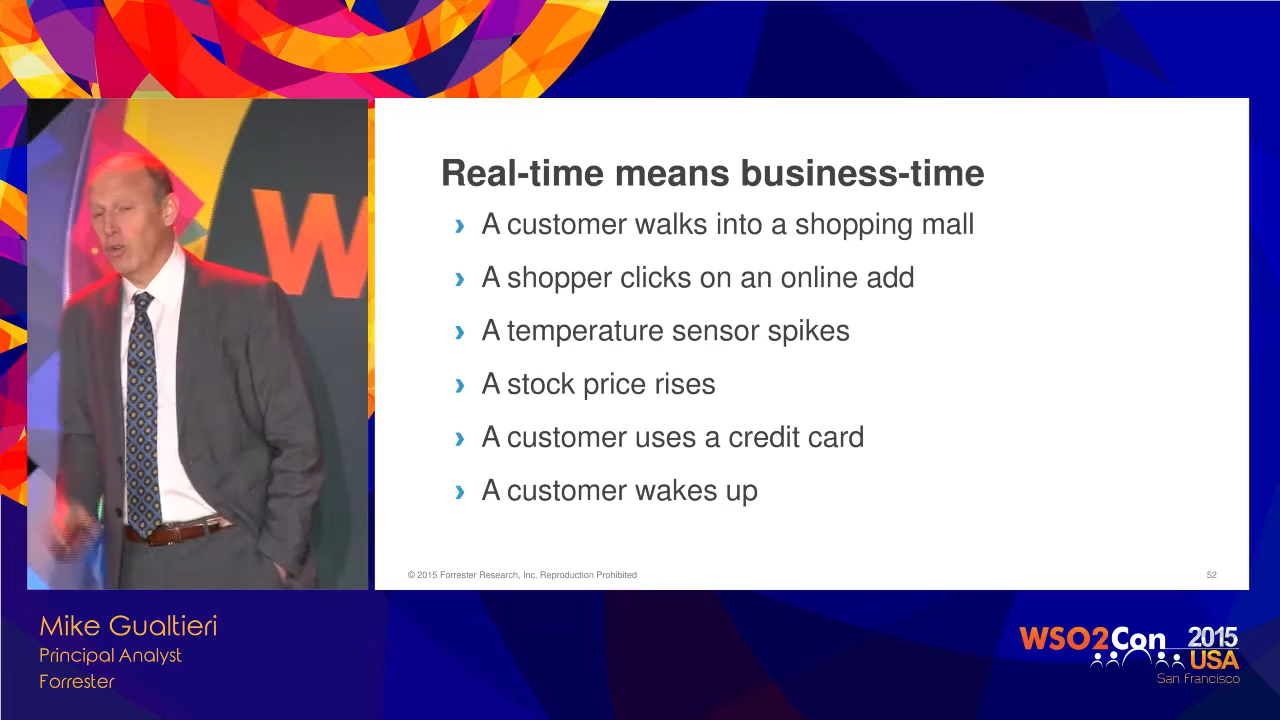 W
Real-time means business-time
› A customer walks into a shopping mall
› A shopper clicks on an online add
› A temperature sensor spikes
› A stock price rises
› A customer uses a credit card
› A customer wakes up
© 2015 Forrester Research, Inc. Reproduction Prohibited
52
Mike Gualtieri
Principal Analyst
Forrester
WSO2Con 2015
USA
San Francisco